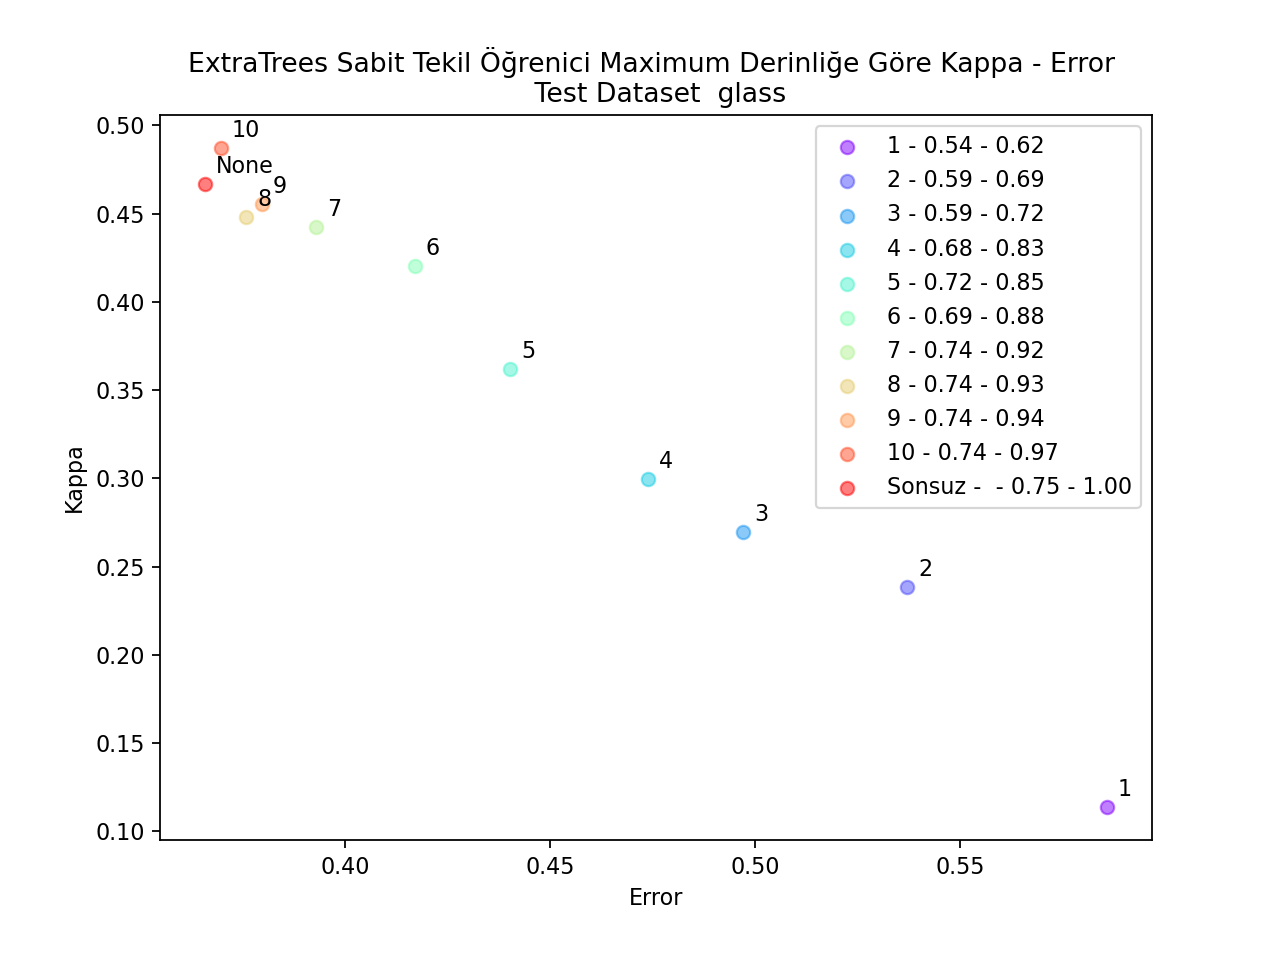 ExtraTrees Sabit Tekil Öğrenici Maximum Derinliğe Göre Kappa - Error
Test Dataset  glass
0.50
0.45
0.40
0.35
0.30
0.25
0.20
0.15
0.10
Kappa
10
None
9
8
7
6
5
4
3
2
1
1 - 0.54 - 0.62
2 - 0.59 - 0.69
3 - 0.59 - 0.72
4 - 0.68 - 0.83
5 - 0.72 - 0.85
6 - 0.69 - 0.88
7 - 0.74 - 0.92
8 - 0.74 - 0.93
9 - 0.74 - 0.94
10 - 0.74 - 0.97
Sonsuz -  - 0.75 - 1.00
0.40
0.45
0.50
0.55
Error